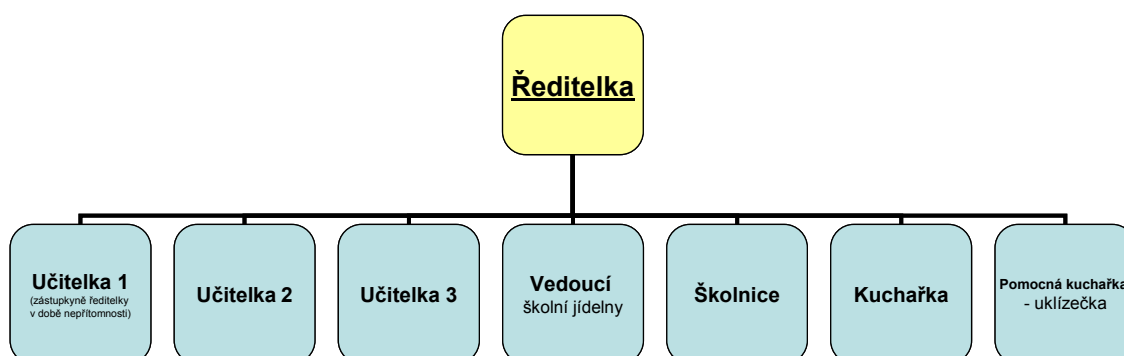 Ředitelka
Učitelka 1
(zástupkyně ředitelky
v době nepřítomnosti)
Učitelka 2
Učitelka 3
Vedoucí
školní jídelny
Školnice
Kuchařka
Pomocná kuchařka
- uklízečka